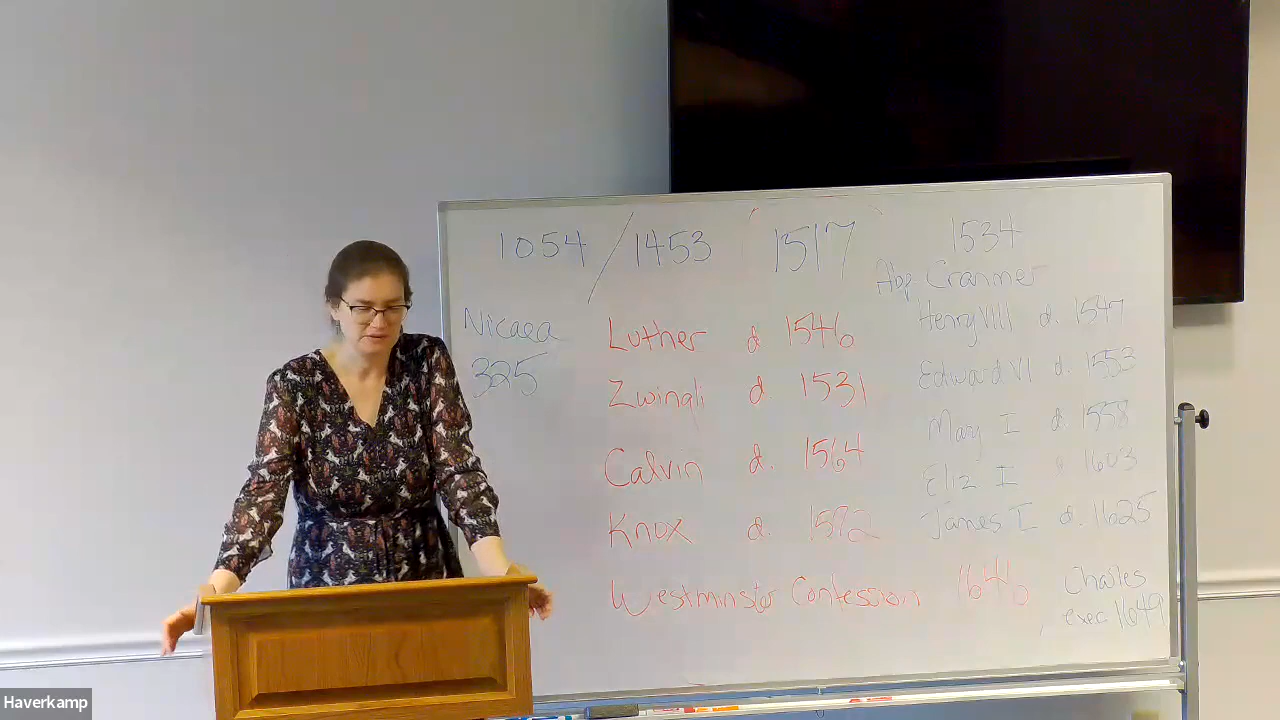 1054 / 1453
1517
1534
Abp Cranmer
Nicaea
325
Luther d. 1546
Zwingli d. 1531
Calvin d. 1564
Knox d. 1572
Westminster Confession 1646
Henry VIII d. 1547
Edward VI d. 1553
Mary I d. 1558
Eliz I d. 1603
James I d. 1625
Charles
exec 1649
Haverkamp